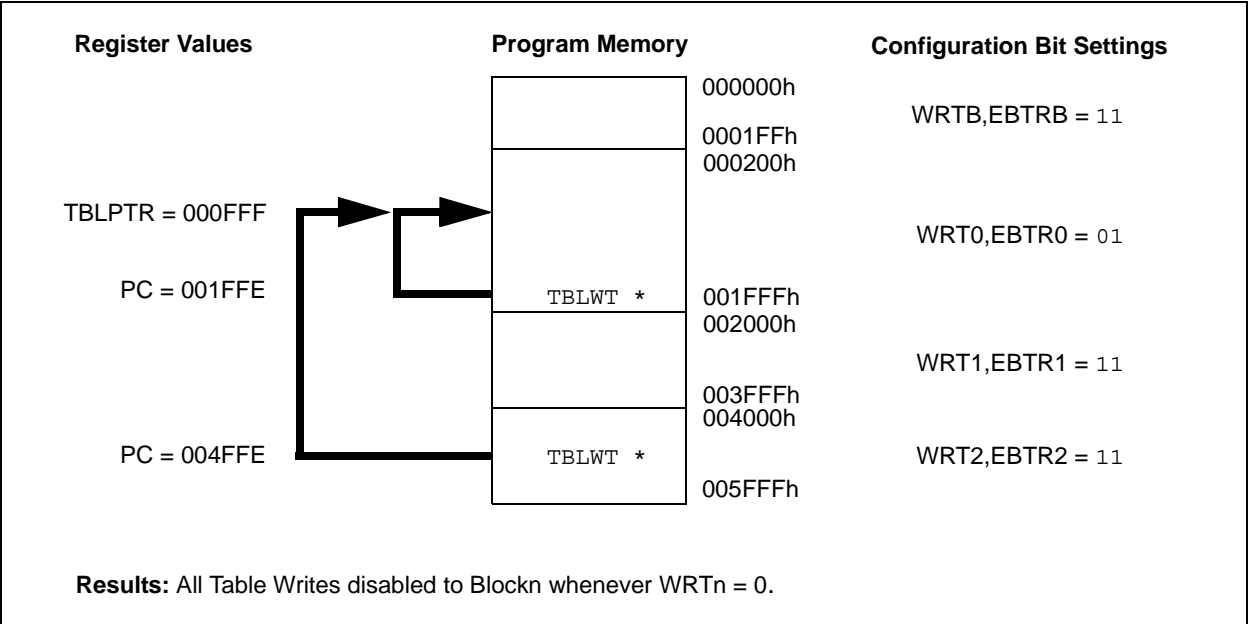 Register Values
Program Memory
Configuration Bit Settings
000000h
WRTB,EBTRB = 11
0001FFh
000200h
TBLPTR = 000FFF
WRT0,EBTR0 = 01
PC = 001FFE
TBLWT *
001FFFh
002000h
WRT1,EBTR1 = 11
003FFFh
004000h
PC = 004FFE
TBLWT *
WRT2,EBTR2 = 11
005FFFh
Results: All Table Writes disabled to Blockn whenever WRTn = 0.